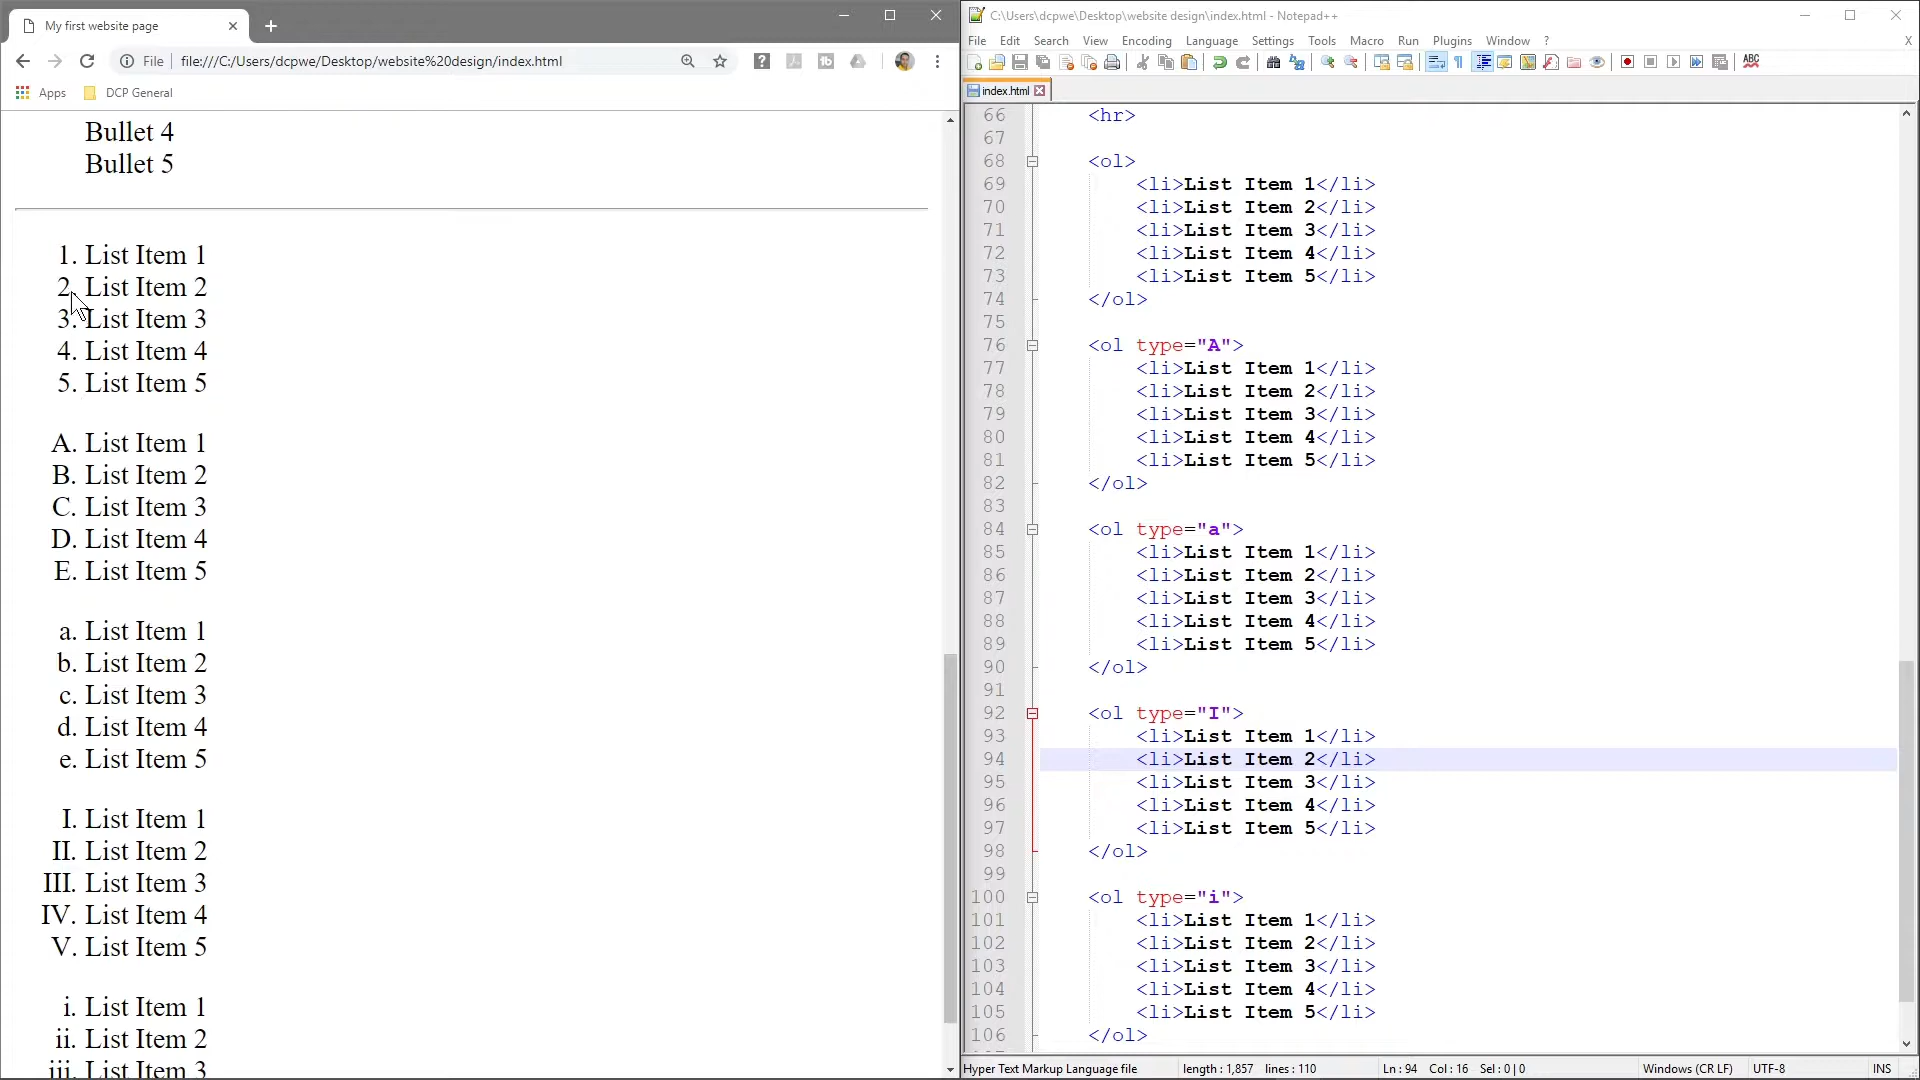 My first website page
File
file:///C:/Users/dcpwe/Desktop/website%20design/index.html
Apps
DCP General
Bullet 4
Bullet 5
1. List Item 1
2. List Item 2
3. List Item 3
4. List Item 4
5. List Item 5
A. List Item 1
B. List Item 2
C. List Item 3
D. List Item 4
E. List Item 5
a. List Item 1
b. List Item 2
c. List Item 3
d. List Item 4
e. List Item 5
I. List Item 1
II. List Item 2
III. List Item 3
IV. List Item 4
V. List Item 5
i. List Item 1
ii. List Item 2
iii. List Item 3
C:\Users\dcpwe\Desktop\website design\index.html - Notepad++
File Edit Search View Encoding Language Settings Tools Macro Run Plugins Window ? X
ABC
index.html
66 <hr>
67
68 <ol>
69 <li>List Item 1</li>
70 <li>List Item 2</li>
71 <li>List Item 3</li>
72 <li>List Item 4</li>
73 <li>List Item 5</li>
74 </ol>
75
76 <ol type="A">
77 <li>List Item 1</li>
78 <li>List Item 2</li>
79 <li>List Item 3</li>
80 <li>List Item 4</li>
81 <li>List Item 5</li>
82 </ol>
83
84 <ol type="a">
85 <li>List Item 1</li>
86 <li>List Item 2</li>
87 <li>List Item 3</li>
88 <li>List Item 4</li>
89 <li>List Item 5</li>
90 </ol>
91
92 <ol type="I">
93 <li>List Item 1</li>
94 <li>List Item 2</li>
95 <li>List Item 3</li>
96 <li>List Item 4</li>
97 <li>List Item 5</li>
98 </ol>
99
100 <ol type="i">
101 <li>List Item 1</li>
102 <li>List Item 2</li>
103 <li>List Item 3</li>
104 <li>List Item 4</li>
105 <li>List Item 5</li>
106 </ol>
Hyper Text Markup Language file length : 1,857 lines : 110 Ln : 94 Col : 16 Sel : 0 | 0 Windows (CR LF) UTF-8 INS